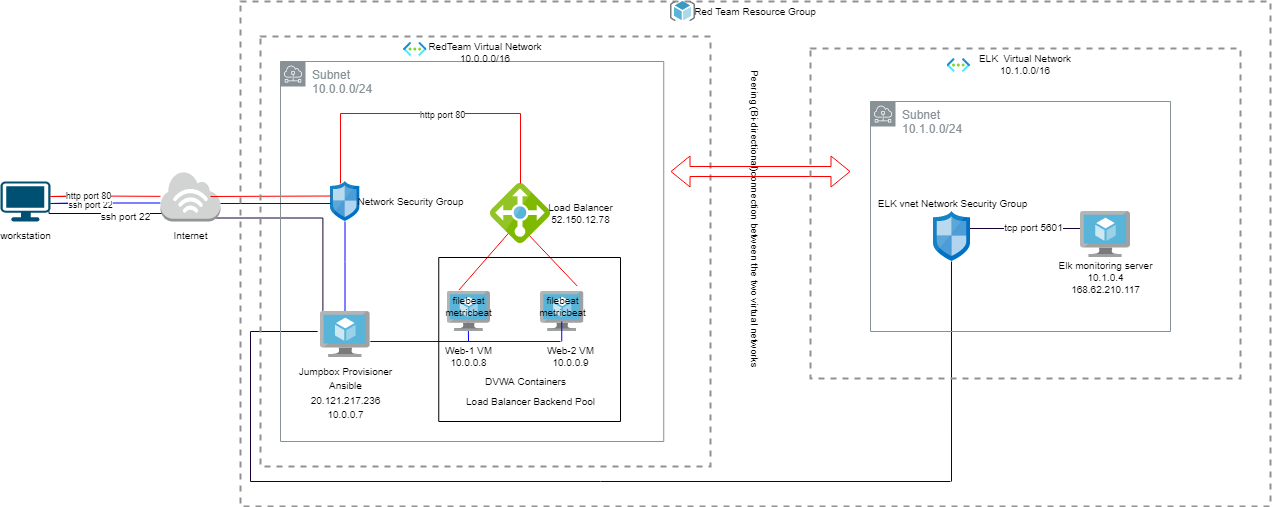 Red Team Resource Group
RedTeam Virtual Network
10.0.0.0/16
Subnet
10.0.0.0/24
http port 80
http port 80
ssh port 22
ssh port 22
workstation
Internet
Network Security Group
Load Balancer
52.150.12.78
filebeat
metricbeat
filebeat
metricbeat
Web-1 VM
10.0.0.8
Web-2 VM
10.0.0.9
DVWA Containers
Load Balancer Backend Pool
Jumpbox Provisioner
Ansible
20.121.217.236
10.0.0.7
Peering (Bi-directional)connection between the two virtual networks
ELK Virtual Network
10.1.0.0/16
Subnet
10.1.0.0/24
ELK vnet Network Security Group
tcp port 5601
Elk monitoring server
10.1.0.4
168.62.210.117